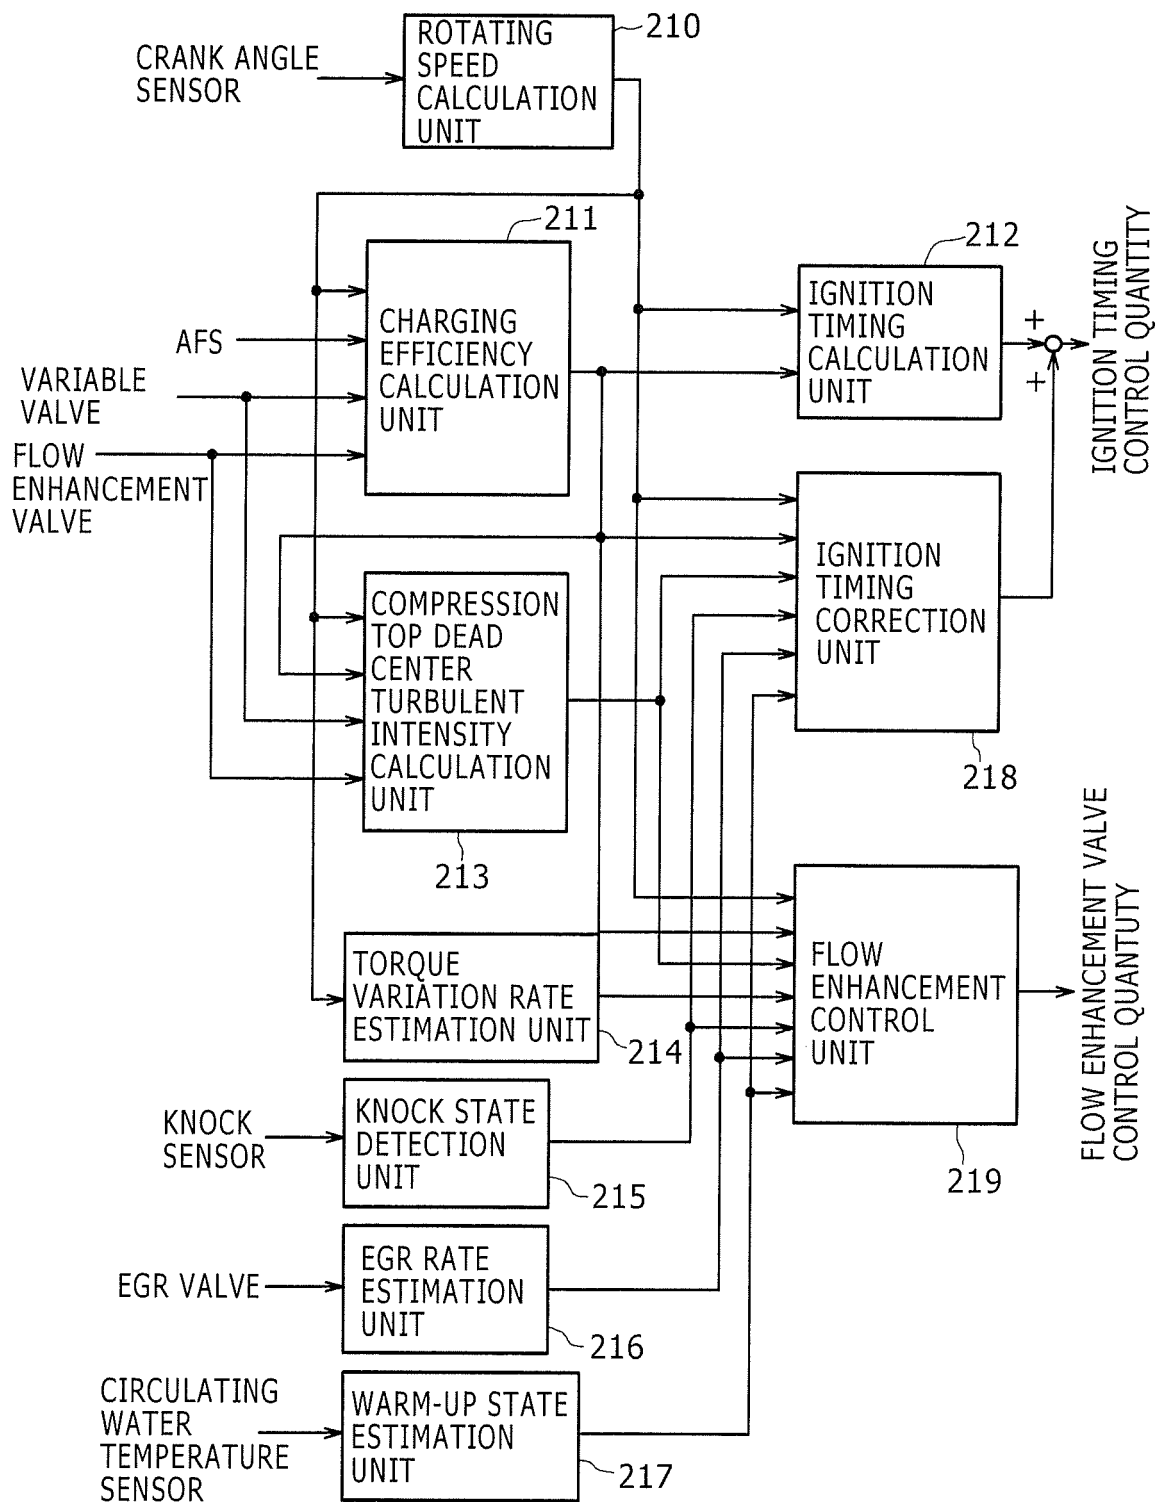 CRANK ANGLE
SENSOR
ROTATING
SPEED
CALCULATION
UNIT
210
211
CHARGING
EFFICIENCY
CALCULATION
UNIT
AFS
VARIABLE
VALVE
FLOW
ENHANCEMENT
VALVE
212
IGNITION
TIMING
CALCULATION
UNIT
+
+
IGNITION TIMING
CONTROL QUANTITY
COMPRESSION
TOP DEAD
CENTER
TURBULENT
INTENSITY
CALCULATION
UNIT
213
IGNITION
TIMING
CORRECTION
UNIT
218
TORQUE
VARIATION RATE
ESTIMATION UNIT
214
FLOW
ENHANCEMENT
CONTROL
UNIT
219
FLOW ENHANCEMENT VALVE
CONTROL QUANTUTY
KNOCK
SENSOR
KNOCK STATE
DETECTION
UNIT
215
EGR VALVE
EGR RATE
ESTIMATION
UNIT
216
CIRCULATING
WATER
TEMPERATURE
SENSOR
WARM-UP STATE
ESTIMATION
UNIT
217